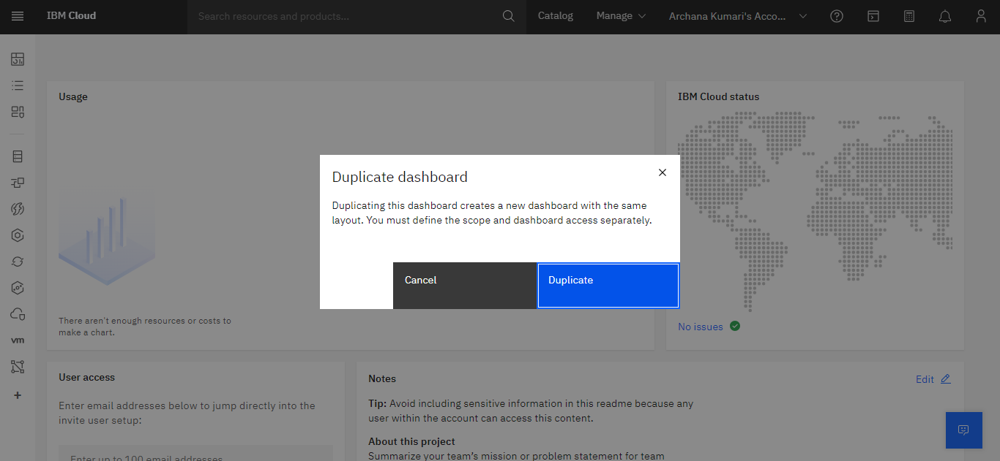 IBM Cloud
Search resources and products...
Catalog
Manage
Archana Kumari's Acco...
Usage
There aren't enough resources or costs to
make a chart.
IBM Cloud status
No issues
Duplicate dashboard
Duplicating this dashboard creates a new dashboard with the same
layout. You must define the scope and dashboard access separately.
Cancel
Duplicate
vm
User access
Enter email addresses below to jump directly into the
invite user setup:
Enter up to 100 email addresses
Notes
Edit
Tip: Avoid including sensitive information in this readme because any
user within the account can access this content.
About this project
Summarize your team's mission or problem statement for team